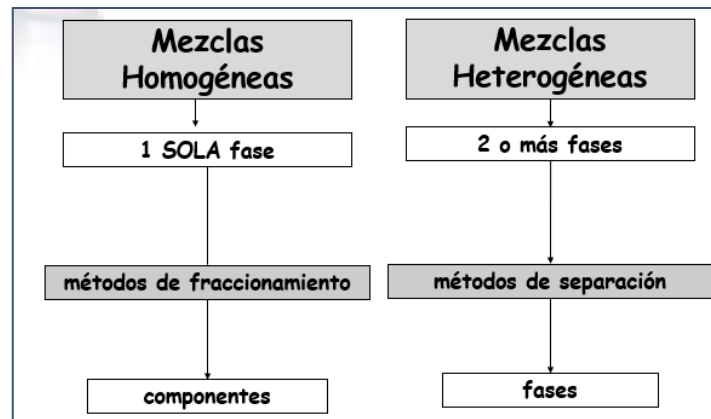 Mezclas
Homogéneas
1 SOLA fase
métodos de fraccionamiento
componentes
Mezclas
Heterogéneas
2 o más fases
métodos de separación
fases